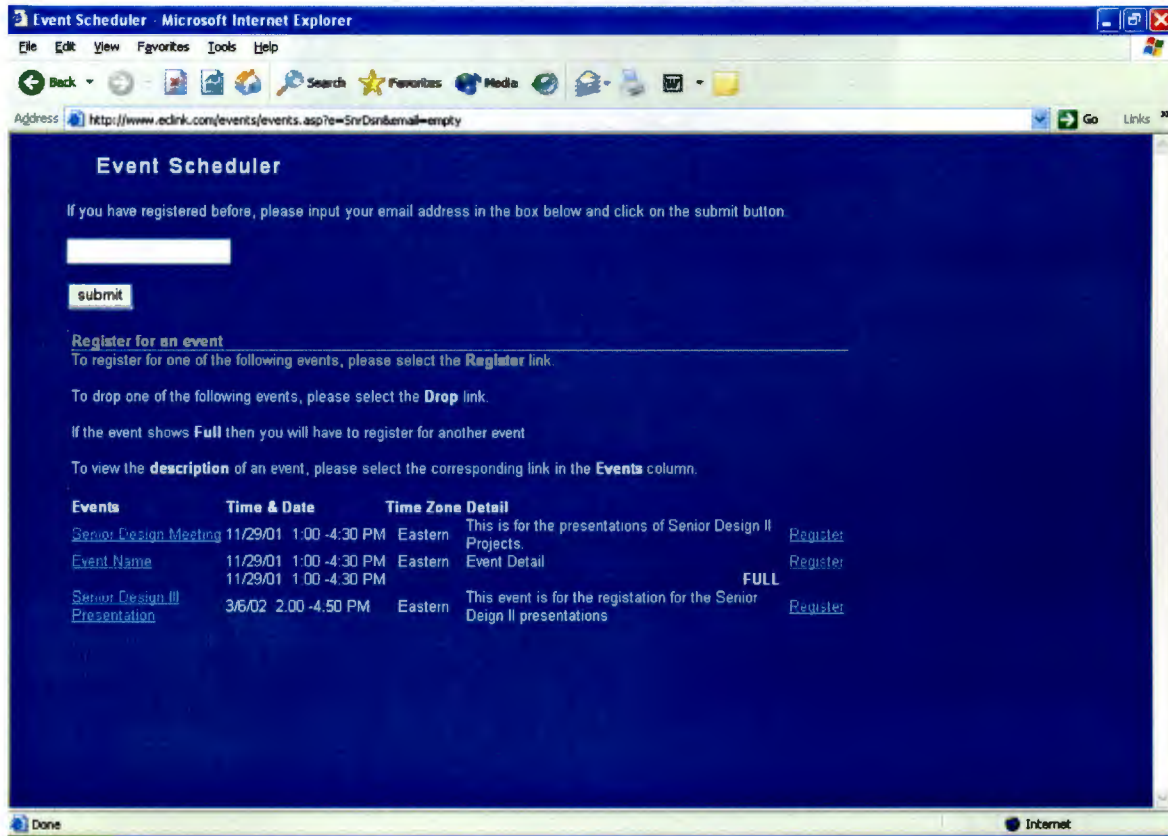 Event Scheduler - Microsoft Internet Explorer
File Edit View Favorites Tools Help
Back Search Favorites Media
Address http://www.eclink.com/events/events.asp?e=SnrDsn&email=empty Go Links »
Event Scheduler
If you have registered before, please input your email address in the box below and click on the submit button.
submit
Register for an event
To register for one of the following events, please select the Register link.
To drop one of the following events, please select the Drop link.
If the event shows Full then you will have to register for another event
To view the description of an event, please select the corresponding link in the Events column.
Events Time & Date Time Zone Detail
Senior Design Meeting 11/29/01 1:00 -4:30 PM Eastern This is for the presentations of Senior Design II Projects. Register
Event Name 11/29/01 1:00 -4:30 PM Eastern Event Detail Register
11/29/01 1:00 -4:30 PM FULL
Senior Design III Presentation 3/6/02 2:00 -4:50 PM Eastern This event is for the registation for the Senior Deign II presentations Register
Done Internet